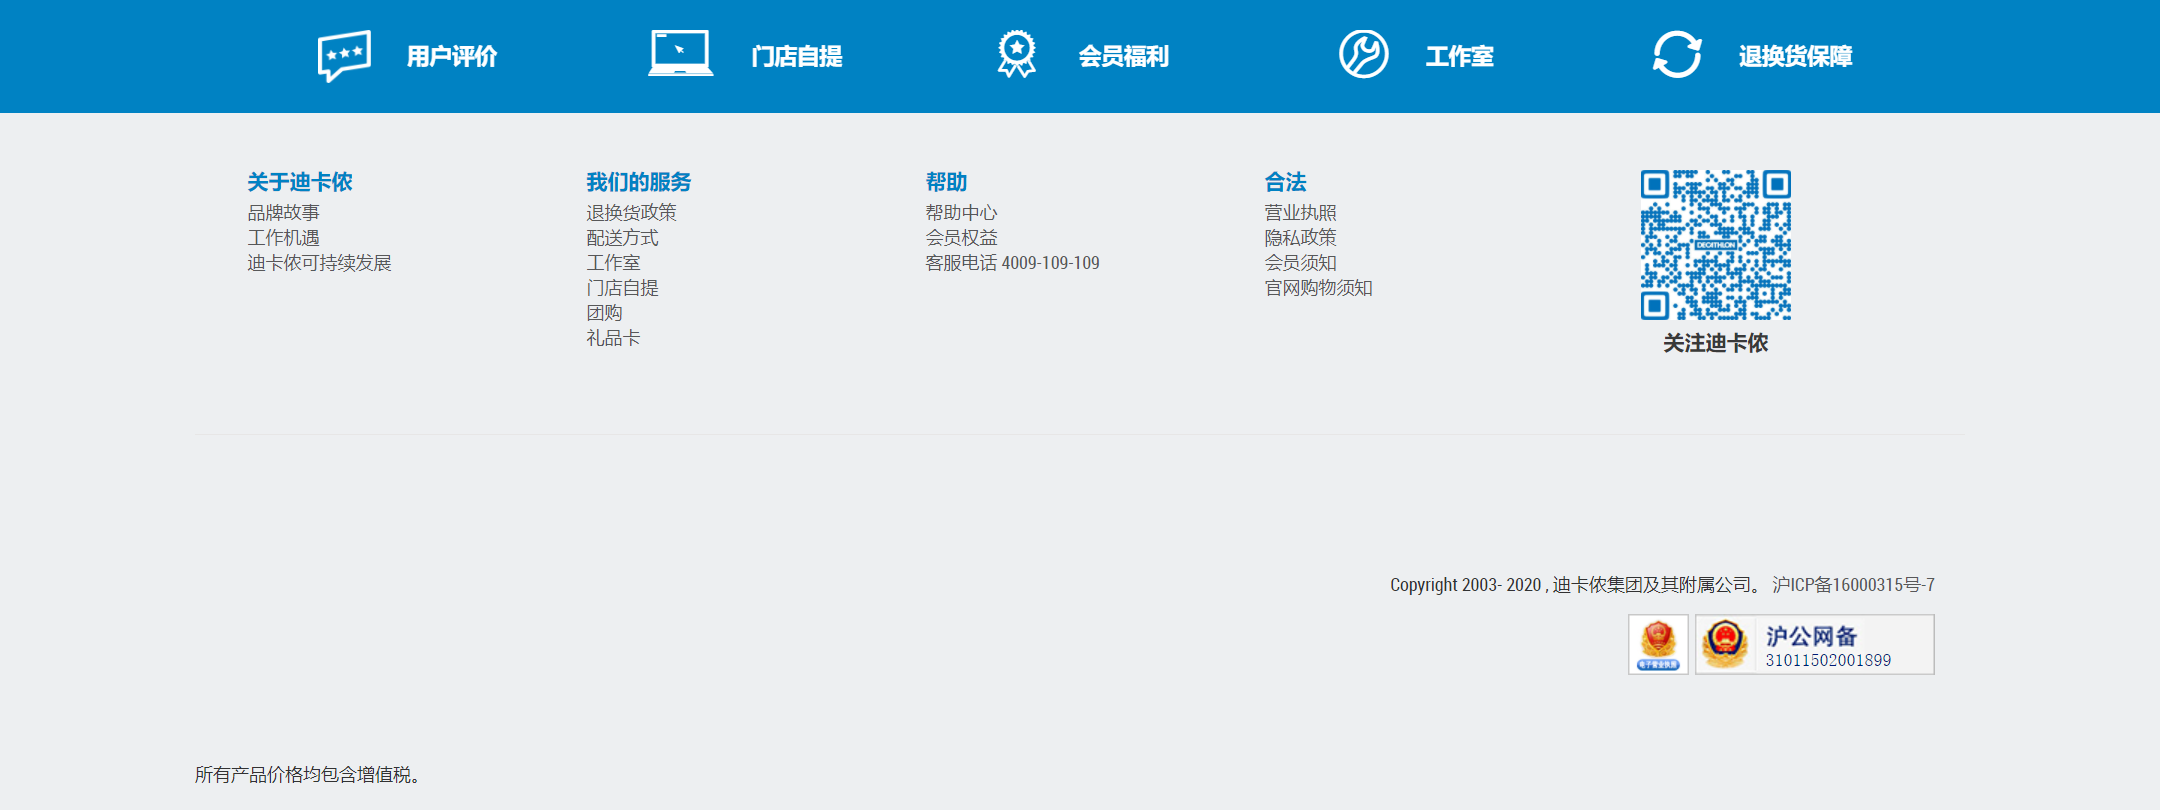 用户评价
门店自提
会员福利
工作室
退换货保障
关于迪卡侬
品牌故事
工作机遇
迪卡侬可持续发展
我们的服务
退换货政策
配送方式
工作室
门店自提
团购
礼品卡
帮助
帮助中心
会员权益
客服电话 4009-109-109
合法
营业执照
隐私政策
会员须知
官网购物须知
DECATHLON
关注迪卡侬
Copyright 2003- 2020 , 迪卡侬集团及其附属公司。 沪ICP备16000315号-7
电子营业执照
沪公网备
31011502001899
所有产品价格均包含增值税。